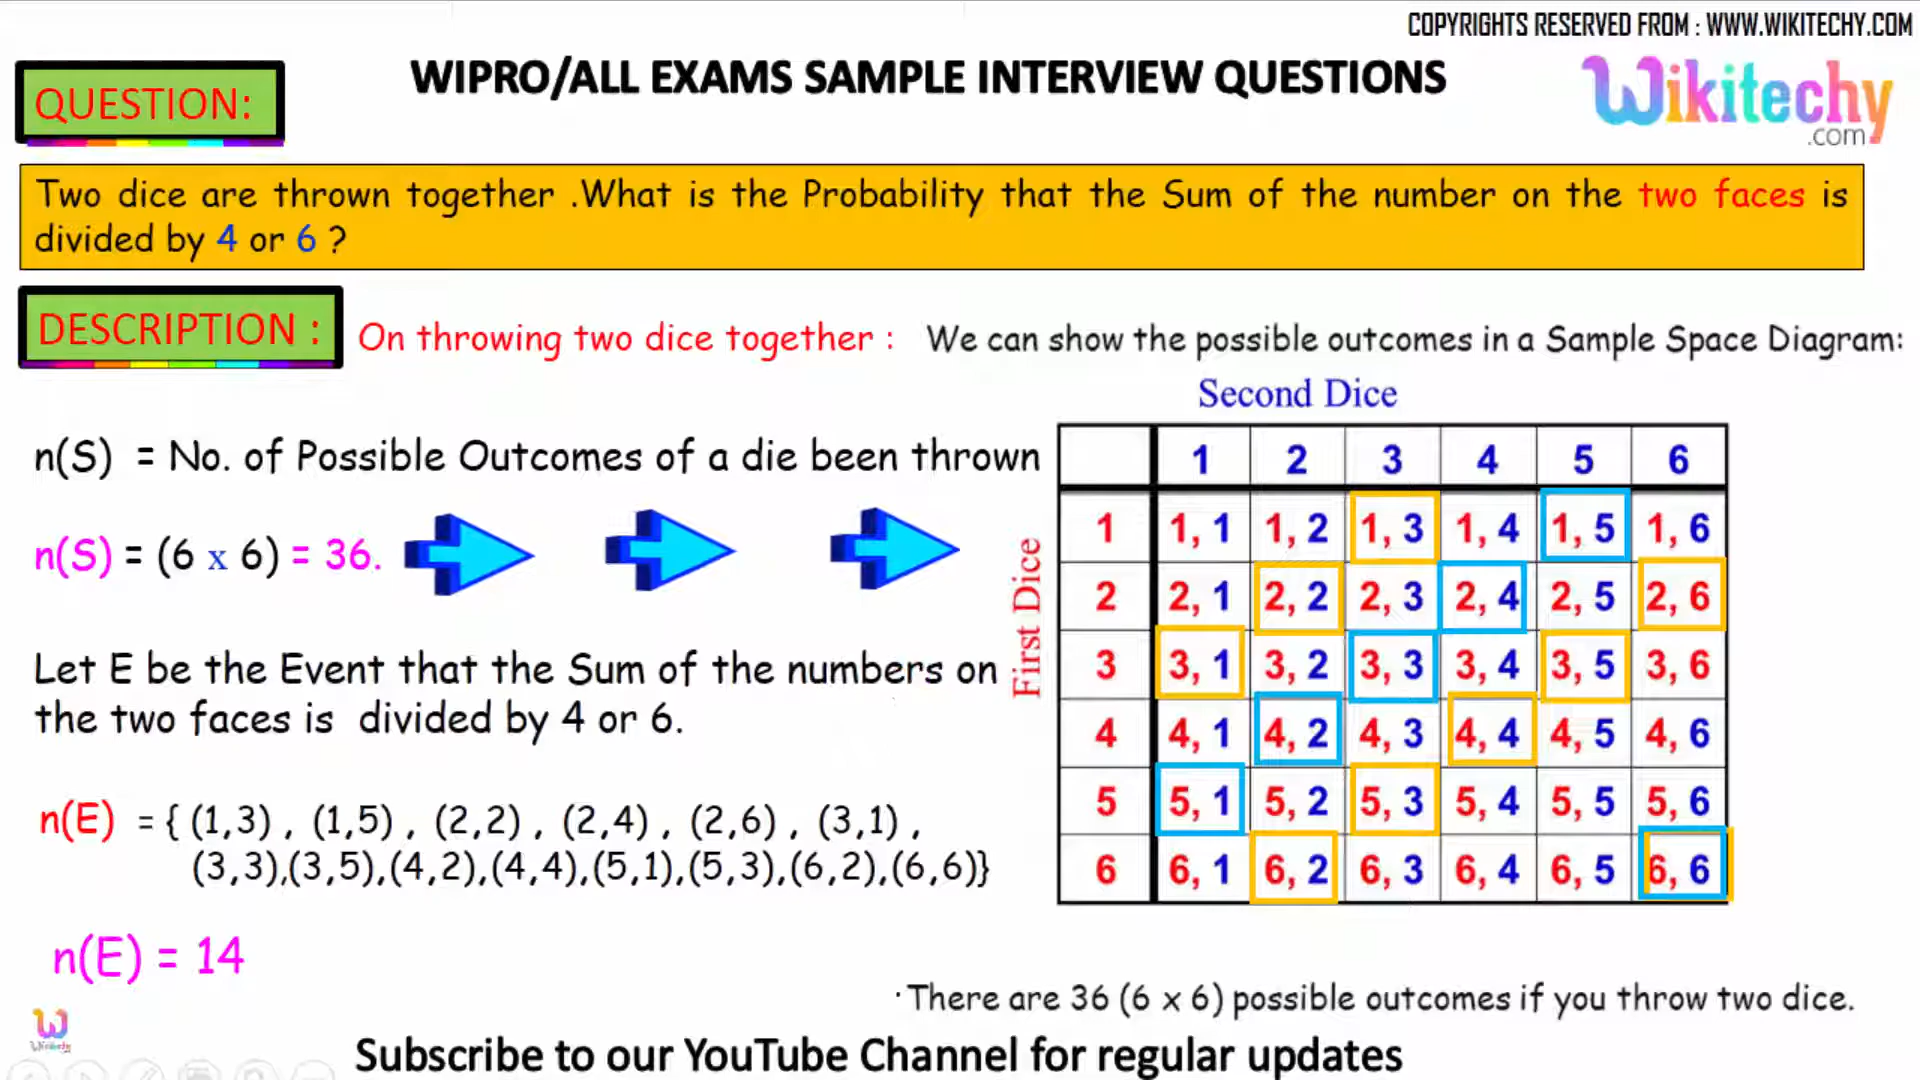 COPYRIGHTS RESERVED FROM : WWW.WIKITECHY.COM
WIPRO/ALL EXAMS SAMPLE INTERVIEW QUESTIONS
Wikitechy
.com
QUESTION:
Two dice are thrown together .What is the Probability that the Sum of the number on the two faces is
divided by 4 or 6 ?
DESCRIPTION :
On throwing two dice together :
We can show the possible outcomes in a Sample Space Diagram:
n(S) = No. of Possible Outcomes of a die been thrown
n(S) = (6 x 6) = 36.
Let E be the Event that the Sum of the numbers on
the two faces is divided by 4 or 6.
n(E) = { (1,3) , (1,5) , (2,2) , (2,4) , (2,6) , (3,1) ,
(3,3),(3,5),(4,2),(4,4),(5,1),(5,3),(6,2),(6,6)}
n(E) = 14
Second Dice
First Dice
1 2 3 4 5 6
1 1, 1 1, 2 1, 3 1, 4 1, 5 1, 6
2 2, 1 2, 2 2, 3 2, 4 2, 5 2, 6
3 3, 1 3, 2 3, 3 3, 4 3, 5 3, 6
4 4, 1 4, 2 4, 3 4, 4 4, 5 4, 6
5 5, 1 5, 2 5, 3 5, 4 5, 5 5, 6
6 6, 1 6, 2 6, 3 6, 4 6, 5 6, 6
There are 36 (6 x 6) possible outcomes if you throw two dice.
Wikitechy
Subscribe to our YouTube Channel for regular updates